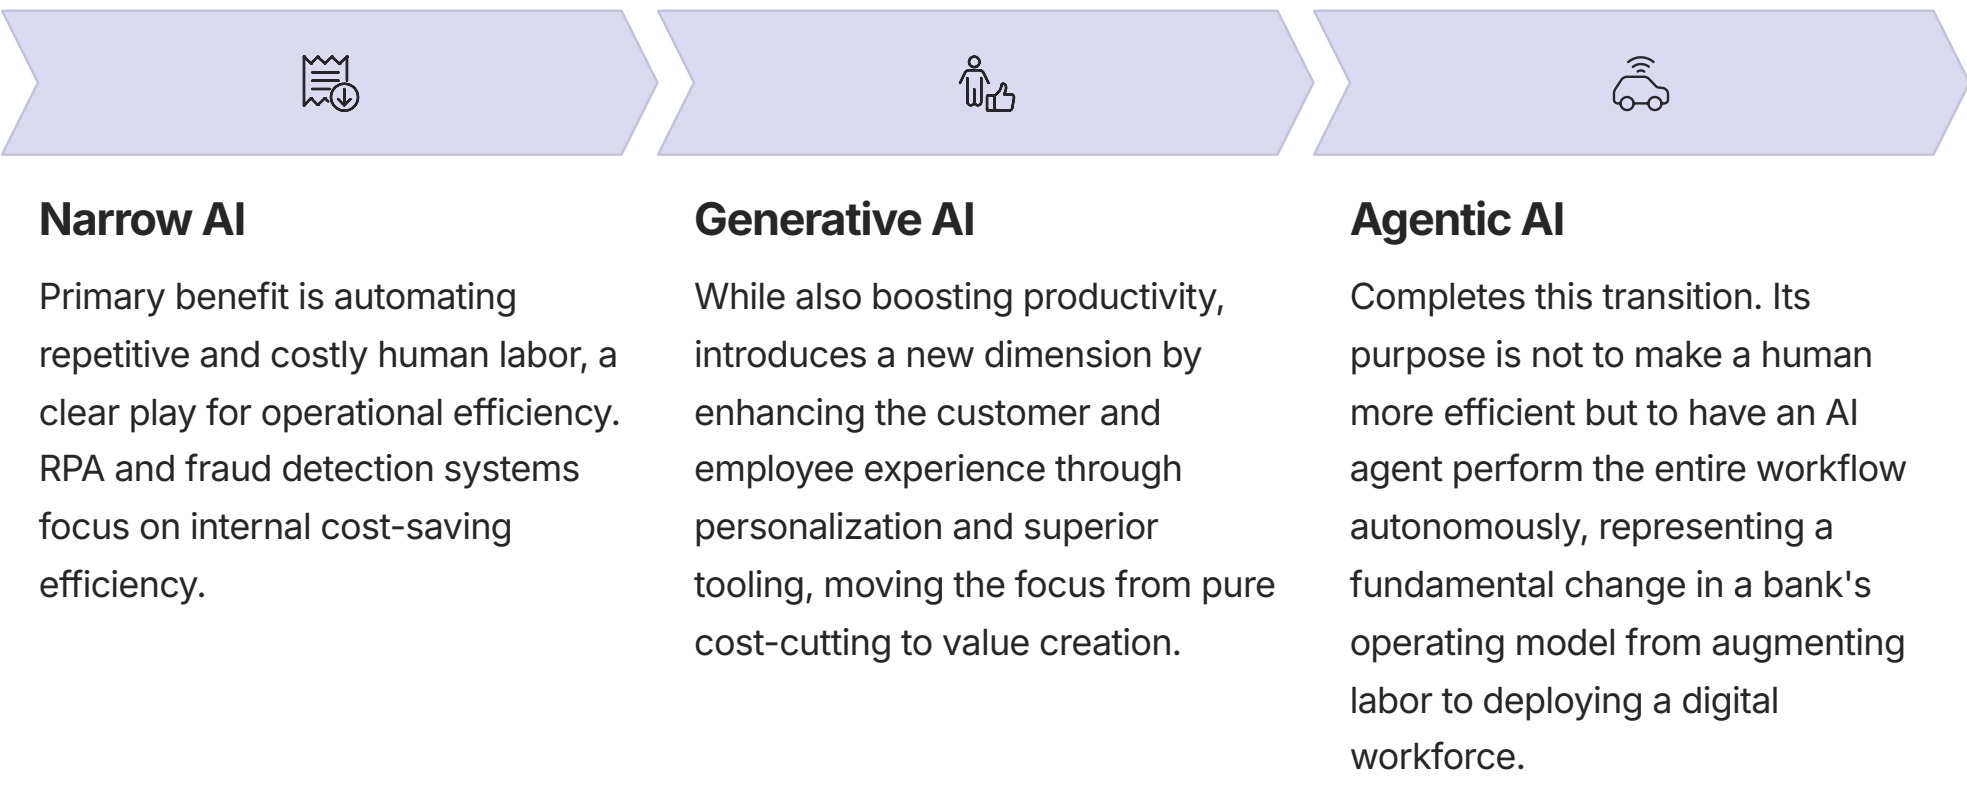 Narrow AI
Primary benefit is automating
repetitive and costly human labor, a
clear play for operational efficiency.
RPA and fraud detection systems
focus on internal cost-saving
efficiency.
Generative AI
While also boosting productivity,
introduces a new dimension by
enhancing the customer and
employee experience through
personalization and superior
tooling, moving the focus from pure
cost-cutting to value creation.
Agentic AI
Completes this transition. Its
purpose is not to make a human
more efficient but to have an AI
agent perform the entire workflow
autonomously, representing a
fundamental change in a bank's
operating model from augmenting
labor to deploying a digital
workforce.